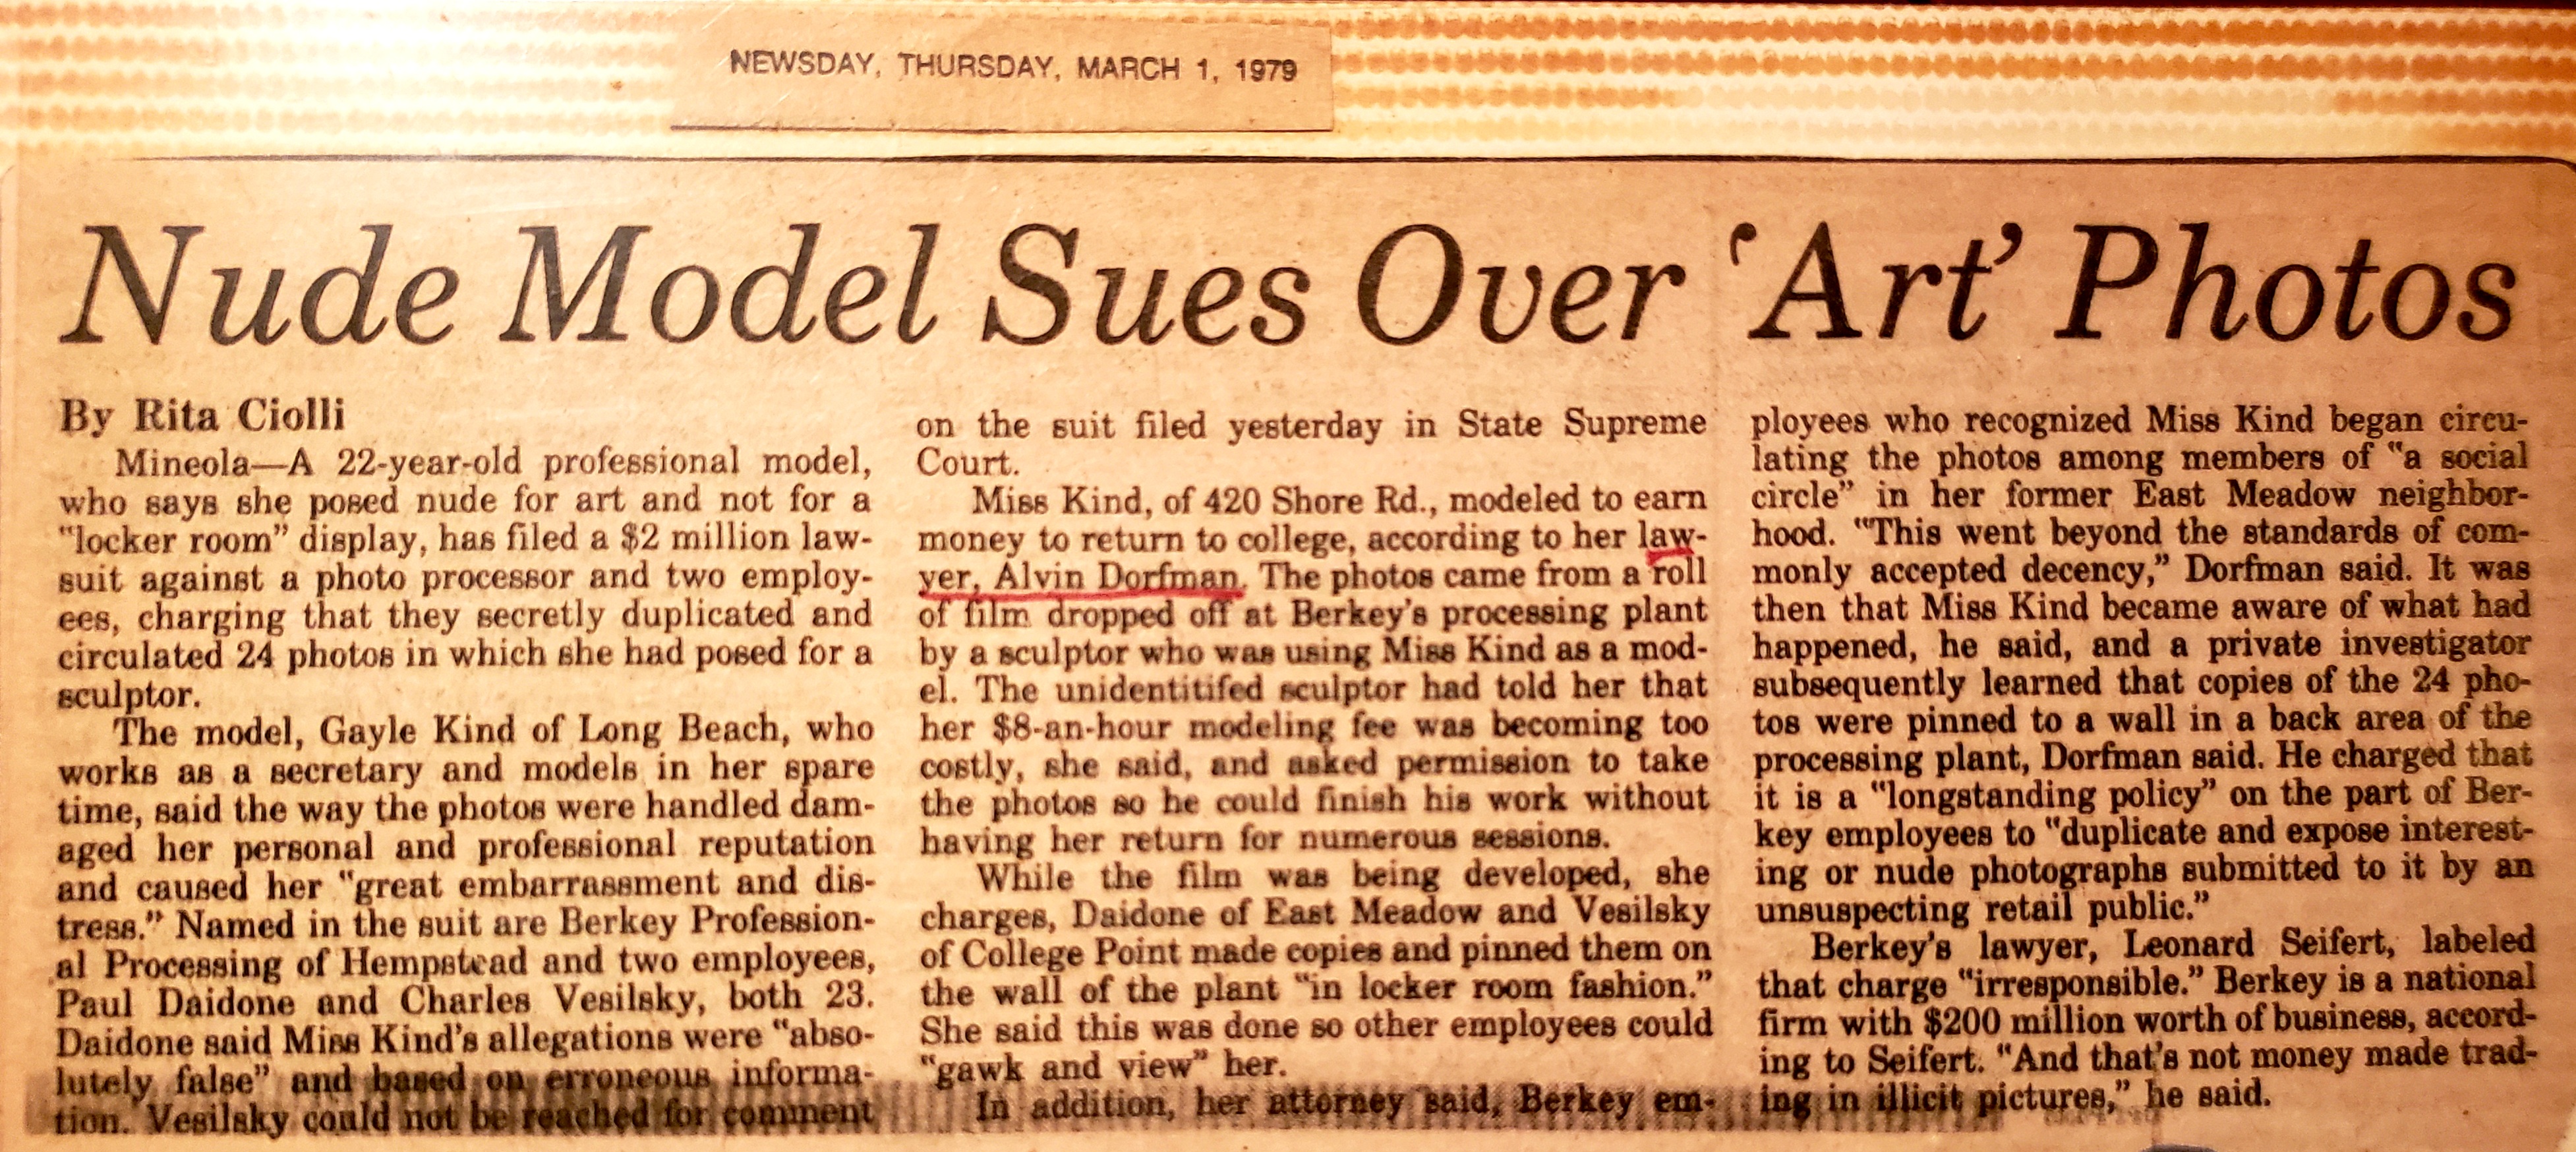 NEWSDAY, THURSDAY, MARCH 1, 1979
Nude Model Sues Over ‘Art’ Photos
By Rita Ciolli
Mineola—A 22-year-old professional model,
who says she posed nude for art and not for a
"locker room" display, has filed a $2 million law-
suit against a photo processor and two employ-
ees, charging that they secretly duplicated and
circulated 24 photos in which she had posed for a
sculptor.
The model, Gayle Kind of Long Beach, who
works as a secretary and models in her spare
time, said the way the photos were handled dam-
aged her personal and professional reputation
and caused her "great embarrassment and dis-
tress." Named in the suit are Berkey Profession-
al Processing of Hempstead and two employees,
Paul Daidone and Charles Vesilsky, both 23.
Daidone said Miss Kind's allegations were "abso-
lutely false" and based on erroneous informa-
tion. Vesilsky could not be reached for comment
on the suit filed yesterday in State Supreme
Court.
Miss Kind, of 420 Shore Rd., modeled to earn
money to return to college, according to her law-
yer, Alvin Dorfman. The photos came from a roll
of film dropped off at Berkey's processing plant
by a sculptor who was using Miss Kind as a mod-
el. The unidentitifed sculptor had told her that
her $8-an-hour modeling fee was becoming too
costly, she said, and asked permission to take
the photos so he could finish his work without
having her return for numerous sessions.
While the film was being developed, she
charges, Daidone of East Meadow and Vesilsky
of College Point made copies and pinned them on
the wall of the plant "in locker room fashion."
She said this was done so other employees could
"gawk and view" her.
In addition, her attorney said, Berkey em-
ployees who recognized Miss Kind began circu-
lating the photos among members of "a social
circle" in her former East Meadow neighbor-
hood. "This went beyond the standards of com-
monly accepted decency," Dorfman said. It was
then that Miss Kind became aware of what had
happened, he said, and a private investigator
subsequently learned that copies of the 24 pho-
tos were pinned to a wall in a back area of the
processing plant, Dorfman said. He charged that
it is a "longstanding policy" on the part of Ber-
key employees to "duplicate and expose interest-
ing or nude photographs submitted to it by an
unsuspecting retail public."
Berkey's lawyer, Leonard Seifert, labeled
that charge "irresponsible." Berkey is a national
firm with $200 million worth of business, accord-
ing to Seifert. "And that's not money made trad-
ing in illicit pictures," he said.